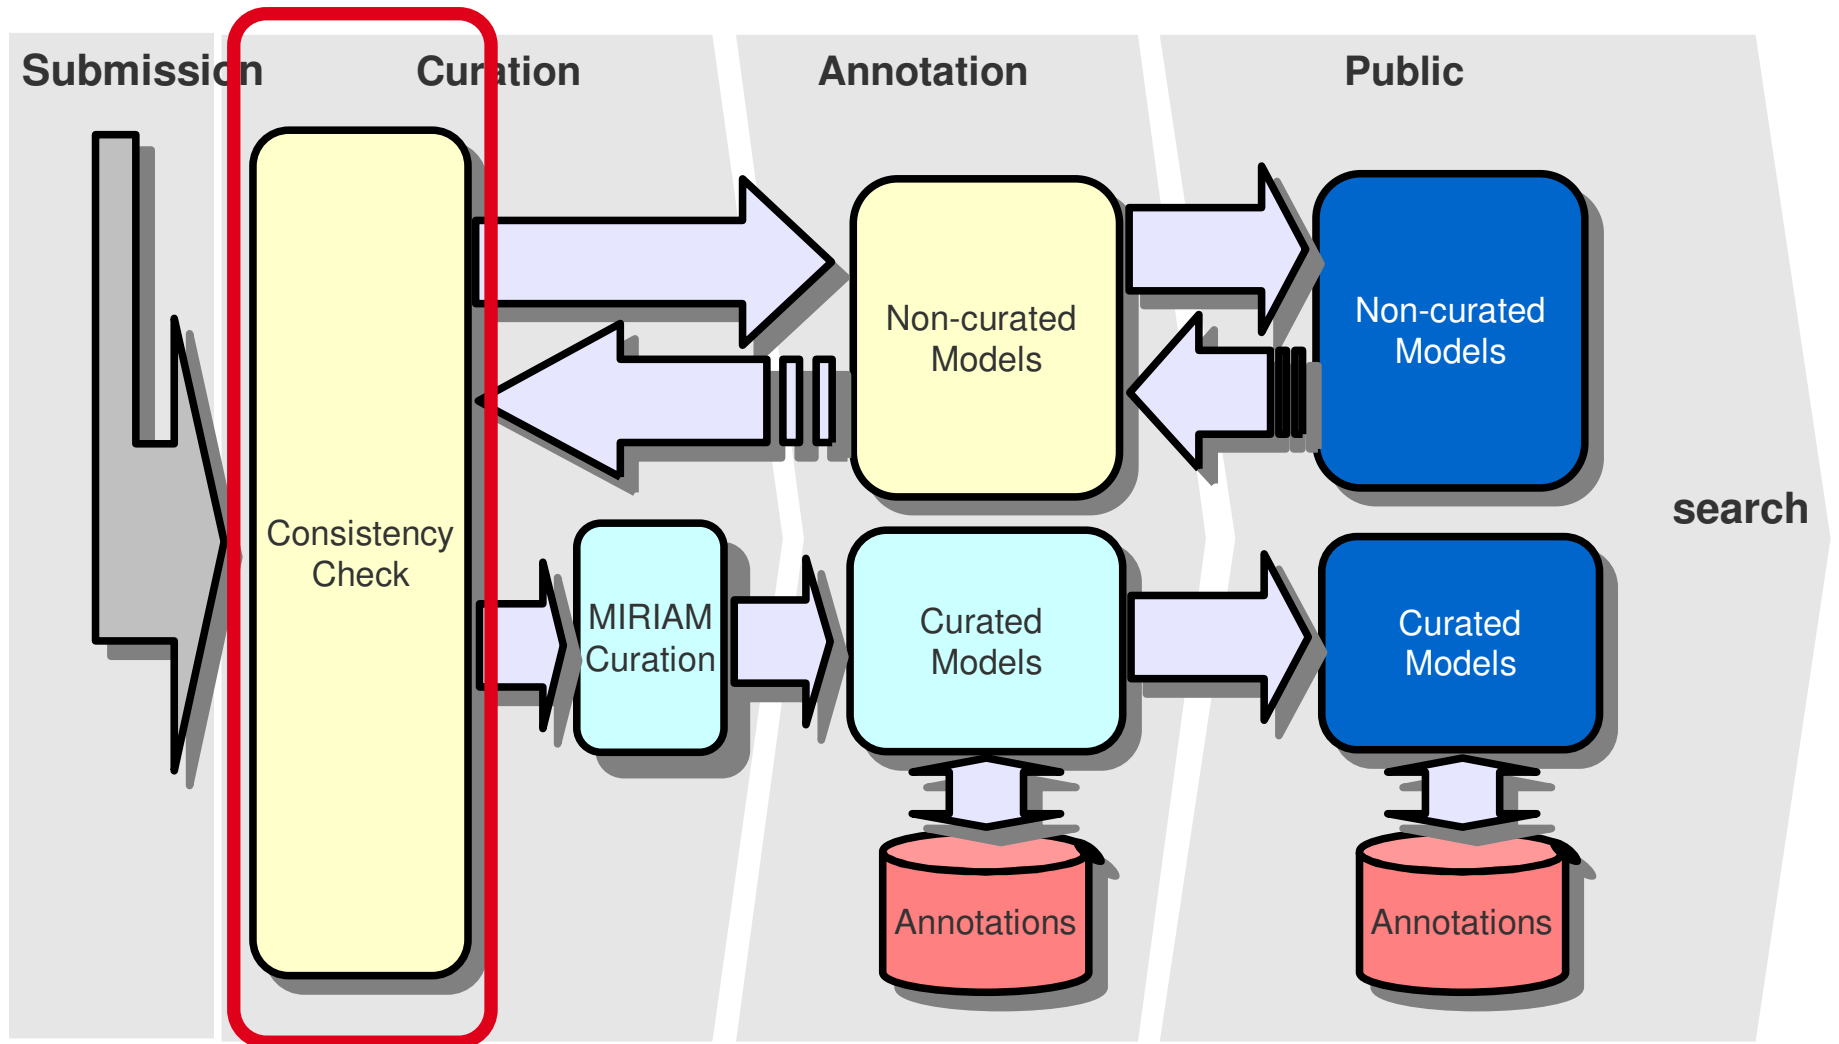 Submission
Curation
Annotation
Public
Non-curated
Models
Non-curated
Models
search
Consistency
Check
MIRIAM
Curation
Curated
Models
Curated
Models
Annotations
Annotations